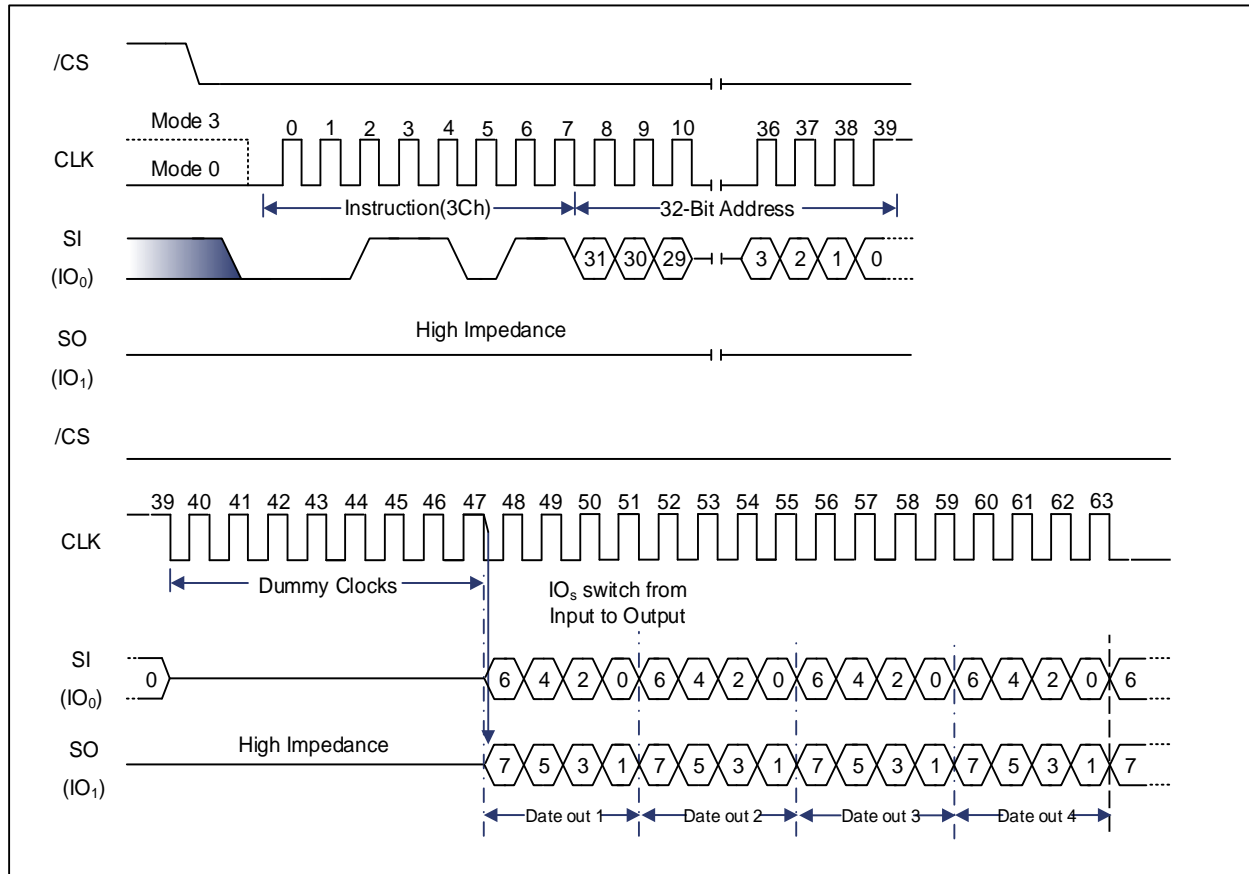 /CS
Mode 3
0 1 2 3 4 5 6 7 8 9 10 36 37 38 39
CLK
Mode 0
Instruction(3Ch) 32-Bit Address
SI
(IO0)
31 30 29 3 2 1 0
High Impedance
SO
(IO1)
/CS
39 40 41 42 43 44 45 46 47 48 49 50 51 52 53 54 55 56 57 58 59 60 61 62 63
CLK
Dummy Clocks
IOs switch from
Input to Output
SI
(IO0)
0 6 4 2 0 6 4 2 0 6 4 2 0 6 4 2 0 6
SO
(IO1)
High Impedance
7 5 3 1 7 5 3 1 7 5 3 1 7 5 3 1 7
Date out 1 Date out 2 Date out 3 Date out 4